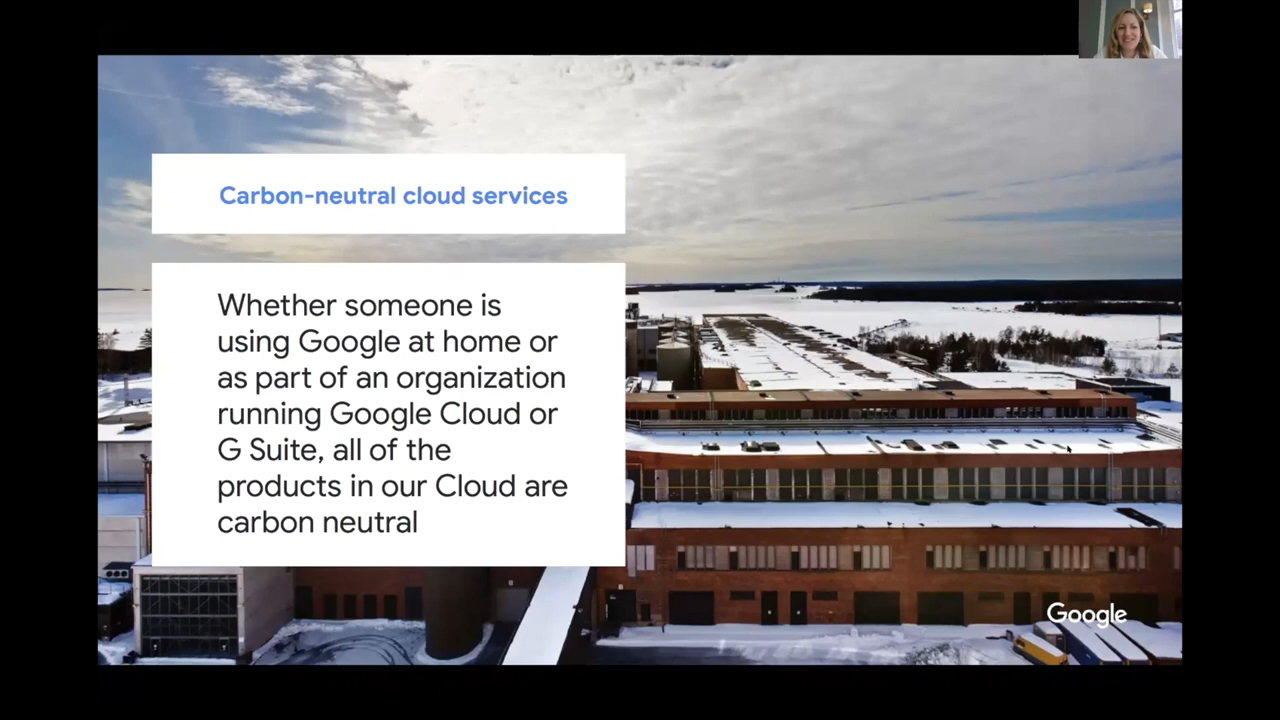 Carbon-neutral cloud services
Whether someone is
using Google at home or
as part of an organization
running Google Cloud or
G Suite, all of the
products in our Cloud are
carbon neutral
Google